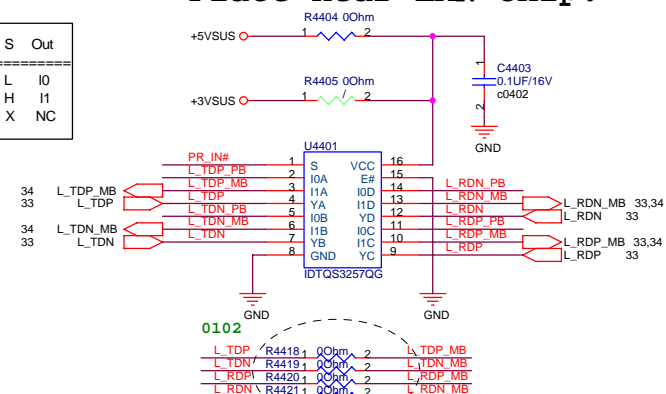 R4404 0Ohm
+5VSUS 1 2
S Out
=========
L I0
H I1
X NC
R4405 0Ohm
+3VSUS 1 2
1
C4403
0.1UF/16V
c0402
2
GND
U4401
PR_IN# 1 S VCC 16
L_TDP_PB 2 I0A E# 15
34 L_TDP_MB L_TDP_MB 3 I1A I0D 14 L_RDN_PB
33 L_TDP L_TDP 4 YA I1D 13 L_RDN_MB L_RDN_MB 33,34
L_TDN_PB 5 I0B YD 12 L_RDN L_RDN 33
34 L_TDN_MB L_TDN_MB 6 I1B I0C 11 L_RDP_PB
33 L_TDN L_TDN 7 YB I1C 10 L_RDP_MB L_RDP_MB 33,34
8 GND YC 9 L_RDP L_RDP 33
IDTQS3257QG
GND GND
0102
L_TDP R4418 1 0Ohm 2 L_TDP_MB
L_TDN R4419 1 0Ohm 2 L_TDN_MB
L_RDP R4420 1 0Ohm 2 L_RDP_MB
L_RDN R4421 1 0Ohm 2 L_RDN_MB